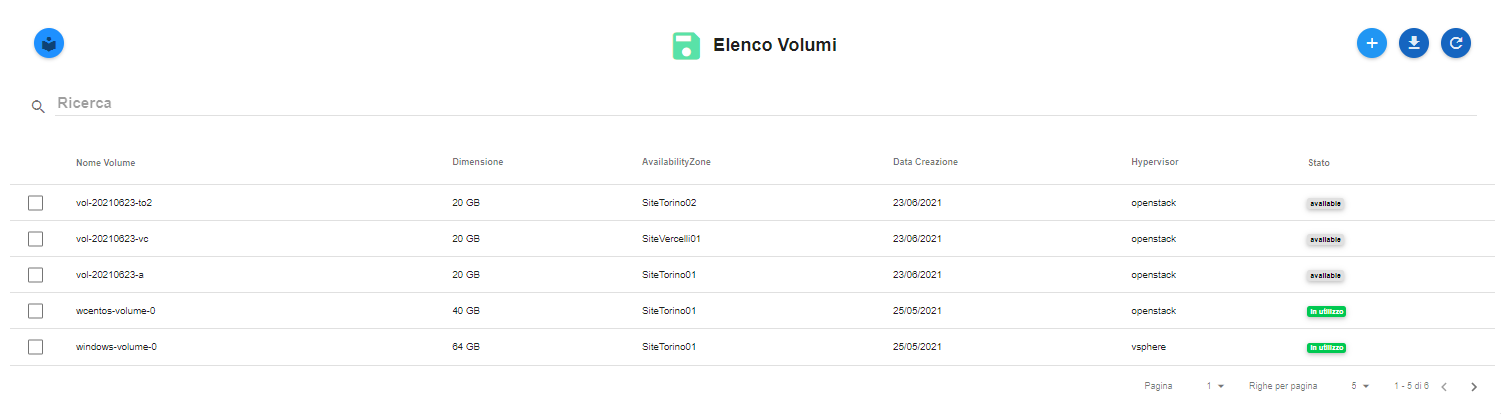 Elenco Volumi
Ricerca
Nome Volume Dimensione AvailabilityZone Data Creazione Hypervisor Stato
vol-20210623-to2 20 GB SiteTorino02 23/06/2021 openstack available
vol-20210623-vc 20 GB SiteVercelli01 23/06/2021 openstack available
vol-20210623-a 20 GB SiteTorino01 23/06/2021 openstack available
wcentos-volume-0 40 GB SiteTorino01 25/05/2021 openstack in utilizzo
windows-volume-0 64 GB SiteTorino01 25/05/2021 vsphere in utilizzo
Pagina 1 Righe per pagina 5 1 - 5 di 6